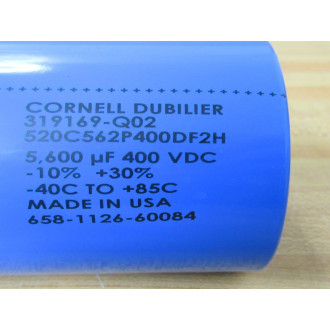 CORNELL DUBILIER
319169-Q02
520C562P400DF2H
5,600 µF 400 VDC
-10% +30%
-40C TO +85C
MADE IN USA
658-1126-60084